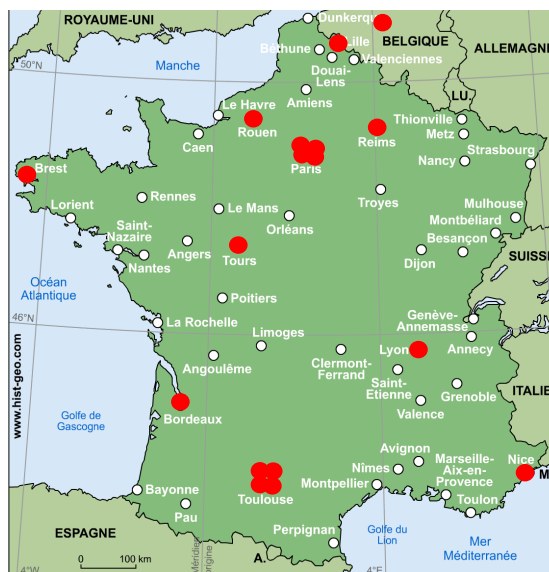 ROYAUME-UNI
Dunkerqu
Lille
BELGIQUE
ALLEMAGNE
Béthune
Valenciennes
Douai-
Lens
50°N
Manche
LU.
Amiens
Le Havre
Rouen
Caen
Reims
Thionville
Metz
Paris
Strasbourg
Nancy
Brest
Rennes
Troyes
Lorient
Le Mans
Orléans
Mulhouse
Montbéliard
Saint-
Nazaire
Angers
Tours
Besançon
Dijon
Nantes
SUISS
Océan
Atlantique
Poitiers
Genève-
Annemasse
46°N
La Rochelle
Limoges
Lyon
Annecy
Angoulême
Clermont-
Ferrand
Saint-
Etienne
Grenoble
ITALIE
Valence
www.hist-geo.com
Golfe de
Gascogne
Bordeaux
Avignon
Nîmes
Marseille-
Aix-en-
Provence
Nice
M
Toulouse
Montpellier
Bayonne
Toulon
Pau
ESPAGNE
Perpignan
Golfe du
Lion
Mer
Méditerranée
A.
Méridien
origine
0
100 km
4°W
4°E